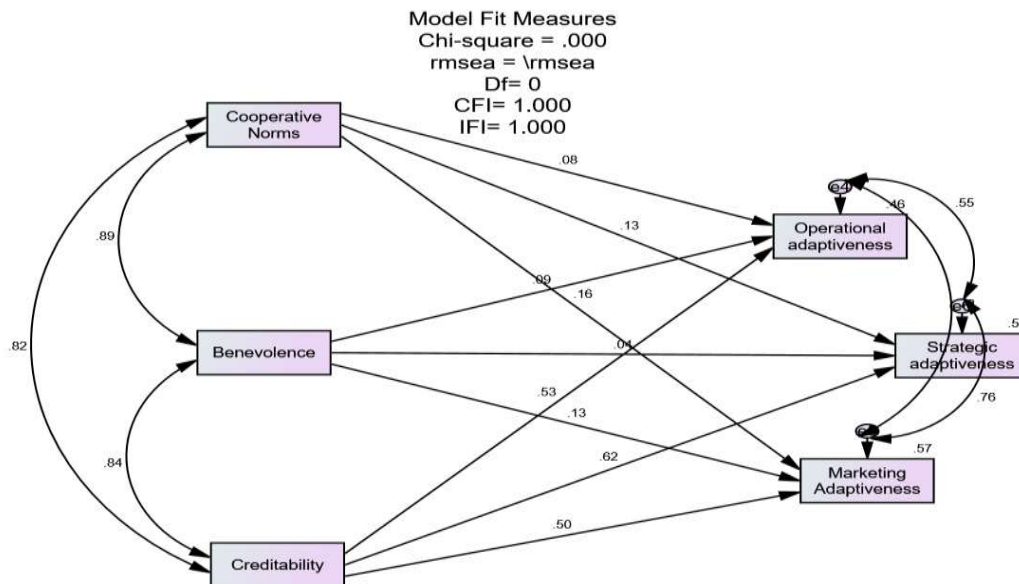 Model Fit Measures
Chi-square = .000
rmsea = \rmsea
Df= 0
CFI= 1.000
IFI= 1.000
Cooperative
Norms
.08
.46
.55
Operational
adaptiveness
.13
.89
.09
.16
.5
.82
Benevolence
.04
Strategic
adaptiveness
.53
.13
.76
.57
.84
.62
Marketing
Adaptiveness
.50
Creditability